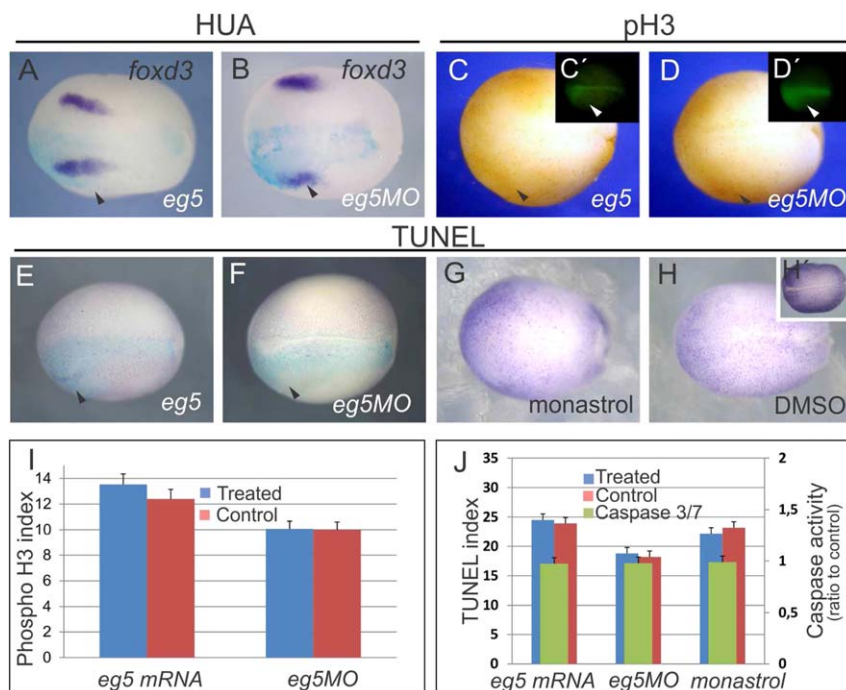 HUA
pH3
A
foxd3
eg5
B
foxd3
eg5MO
C
C´
eg5
D
D´
eg5MO
TUNEL
E
eg5
F
eg5MO
G
monastrol
H
H´
DMSO
I
Phospho H3 index
14
12
10
8
6
4
2
0
Treated
Control
eg5 mRNA
eg5MO
J
TUNEL index
35
30
25
20
15
10
5
0
Treated
Control
Caspase 3/7
2
1,5
1
0,5
0
Caspase activity
(ratio to control)
eg5 mRNA
eg5MO
monastrol